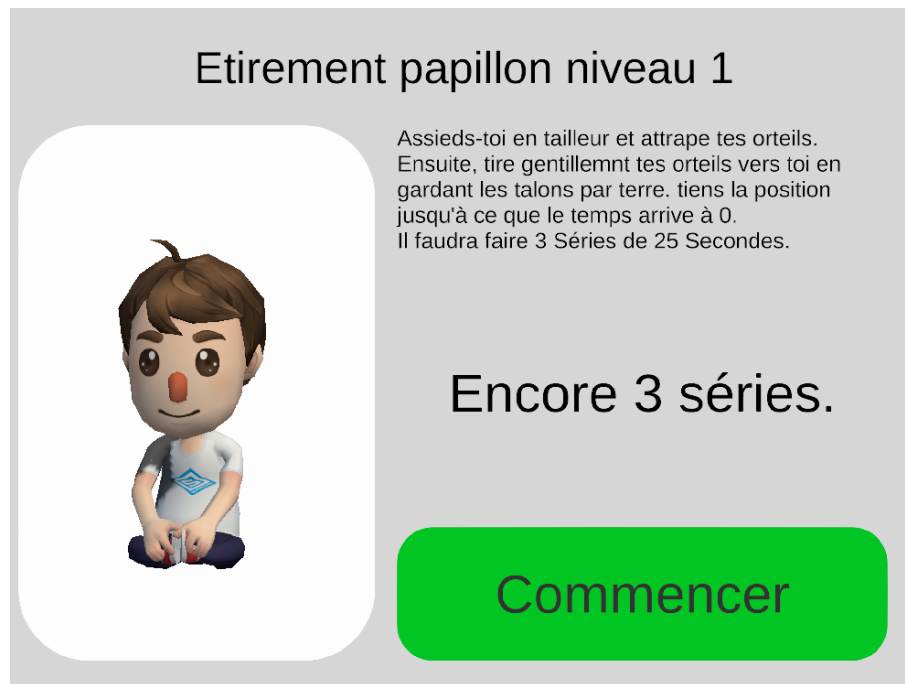 Etirement papillon niveau 1
Assieds-toi en tailleur et attrape tes orteils.
Ensuite, tire gentillemnt tes orteils vers toi en
gardant les talons par terre. tiens la position
jusqu'à ce que le temps arrive à 0.
Il faudra faire 3 Séries de 25 Secondes.
Encore 3 séries.
Commencer